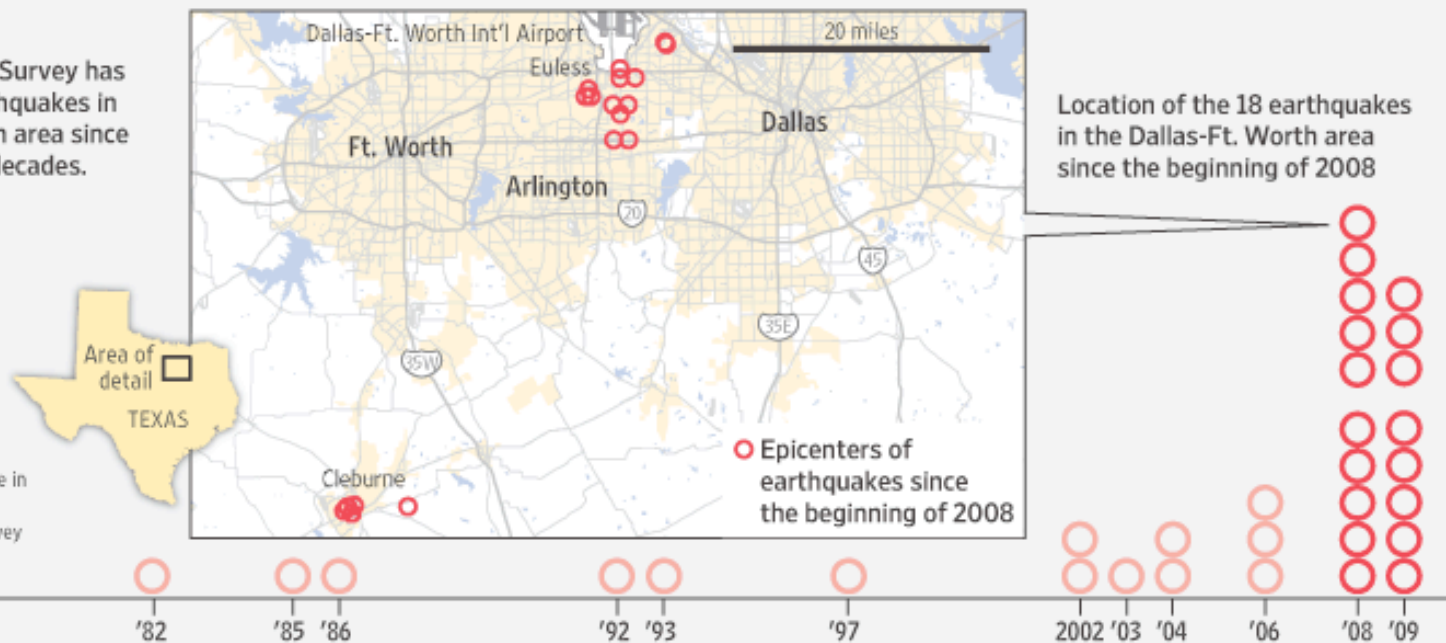 Survey has
hquakes in
area since
decades.
Dallas-Ft. Worth Int'l Airport
20 miles
Euless
Ft. Worth
Dallas
Arlington
20
45
35E
35W
Location of the 18 earthquakes
in the Dallas-Ft. Worth area
since the beginning of 2008
Area of
detail
TEXAS
Cleburne
Epicenters of
earthquakes since
the beginning of 2008
e in
vey
'82
'85
'86
'92
'93
'97
2002
'03
'04
'06
'08
'09